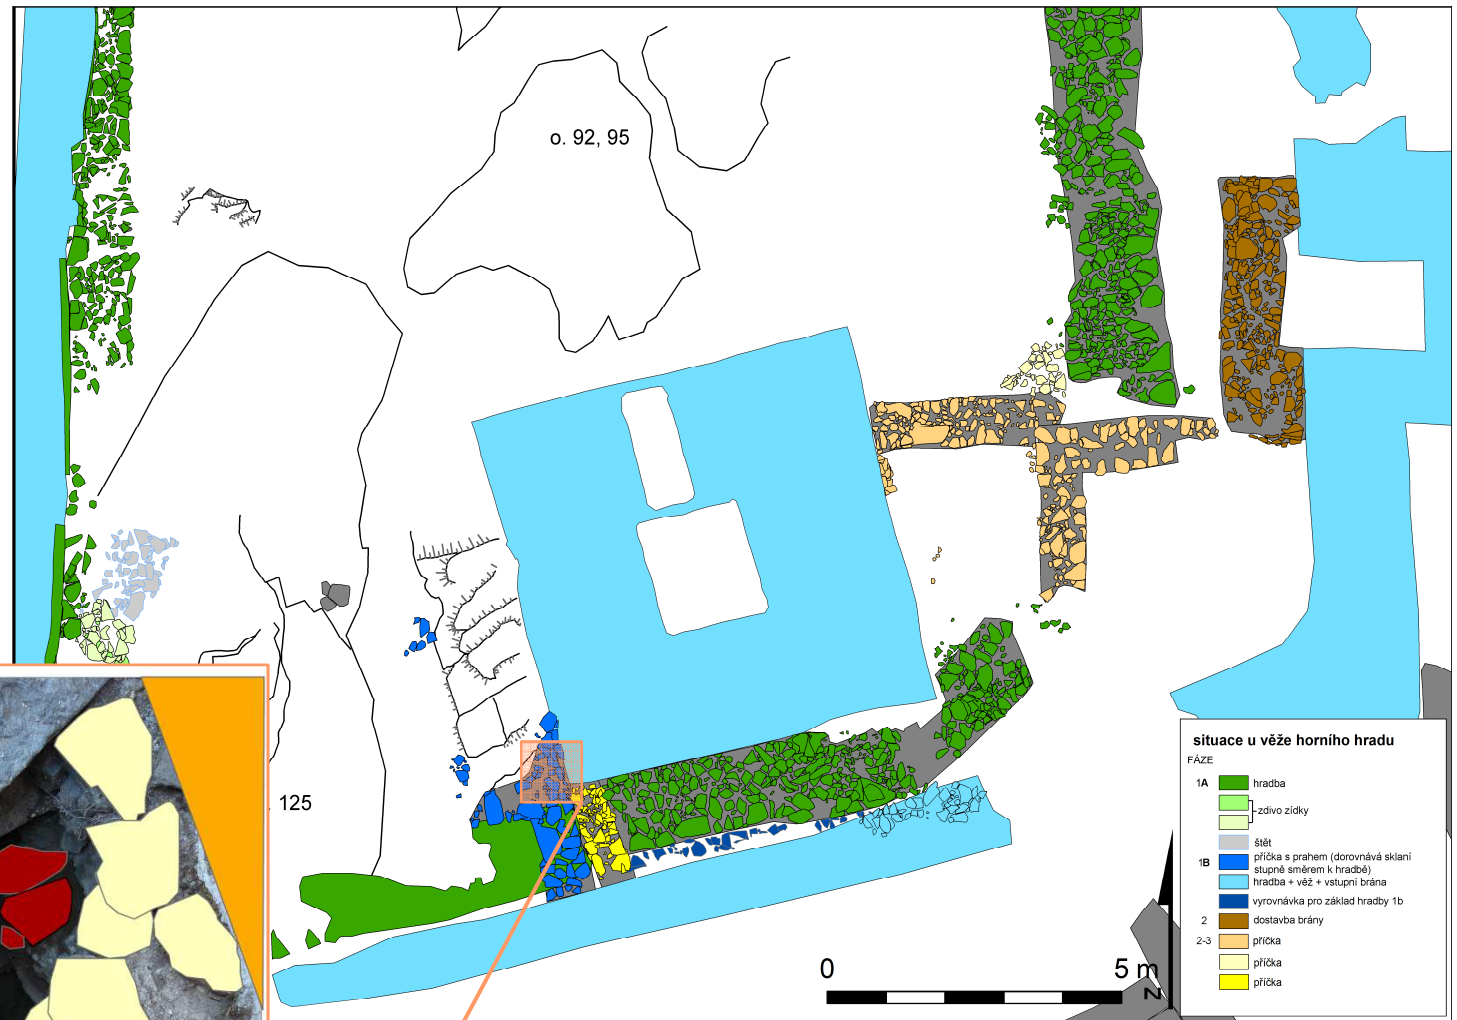 o. 92, 95
. 125
0
5 m
N
situace u věže horního hradu
FÁZE
1A
hradba
zdivo zídky
štět
1B
příčka s prahem (dorovnává sklaní
stupně směrem k hradbě)
hradba + věž + vstupní brána
vyrovnávka pro základ hradby 1b
2
dostavba brány
2-3
příčka
příčka
příčka